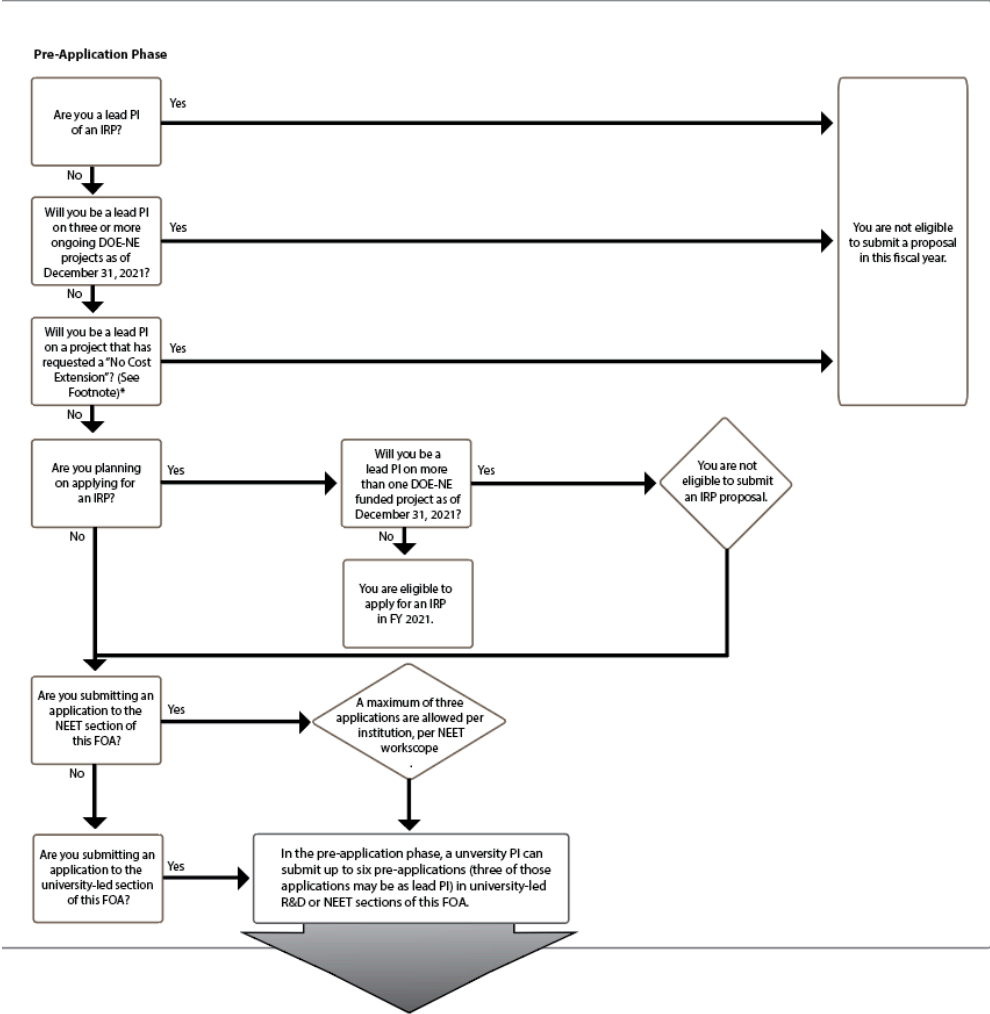 Pre-Application Phase
Are you a lead PI
of an IRP?
Yes
No
Will you be a lead PI
on three or more
ongoing DOE-NE
projects as of
December 31, 2021?
Yes
You are not eligible
to submit a proposal
in this fiscal year.
No
Will you be a lead PI
on a project that has
requested a "No Cost
Extension"? (See
Footnote)*
Yes
No
Are you planning
on applying for
an IRP?
Yes
Will you be a
lead PI on more
than one DOE-NE
funded project as of
December 31, 2021?
Yes
You are not
eligible to submit
an IRP proposal.
No
No
You are eligible to
apply for an IRP
in FY 2021.
Are you submitting an
application to the
NEET section of
this FOA?
Yes
A maximum of three
applications are allowed per
institution, per NEET
workscope
.
No
Are you submitting an
application to the
university-led section
of this FOA?
Yes
In the pre-application phase, a unversity PI can
submit up to six pre-applications (three of those
applications may be as lead PI) in university-led
R&D or NEET sections of this FOA.